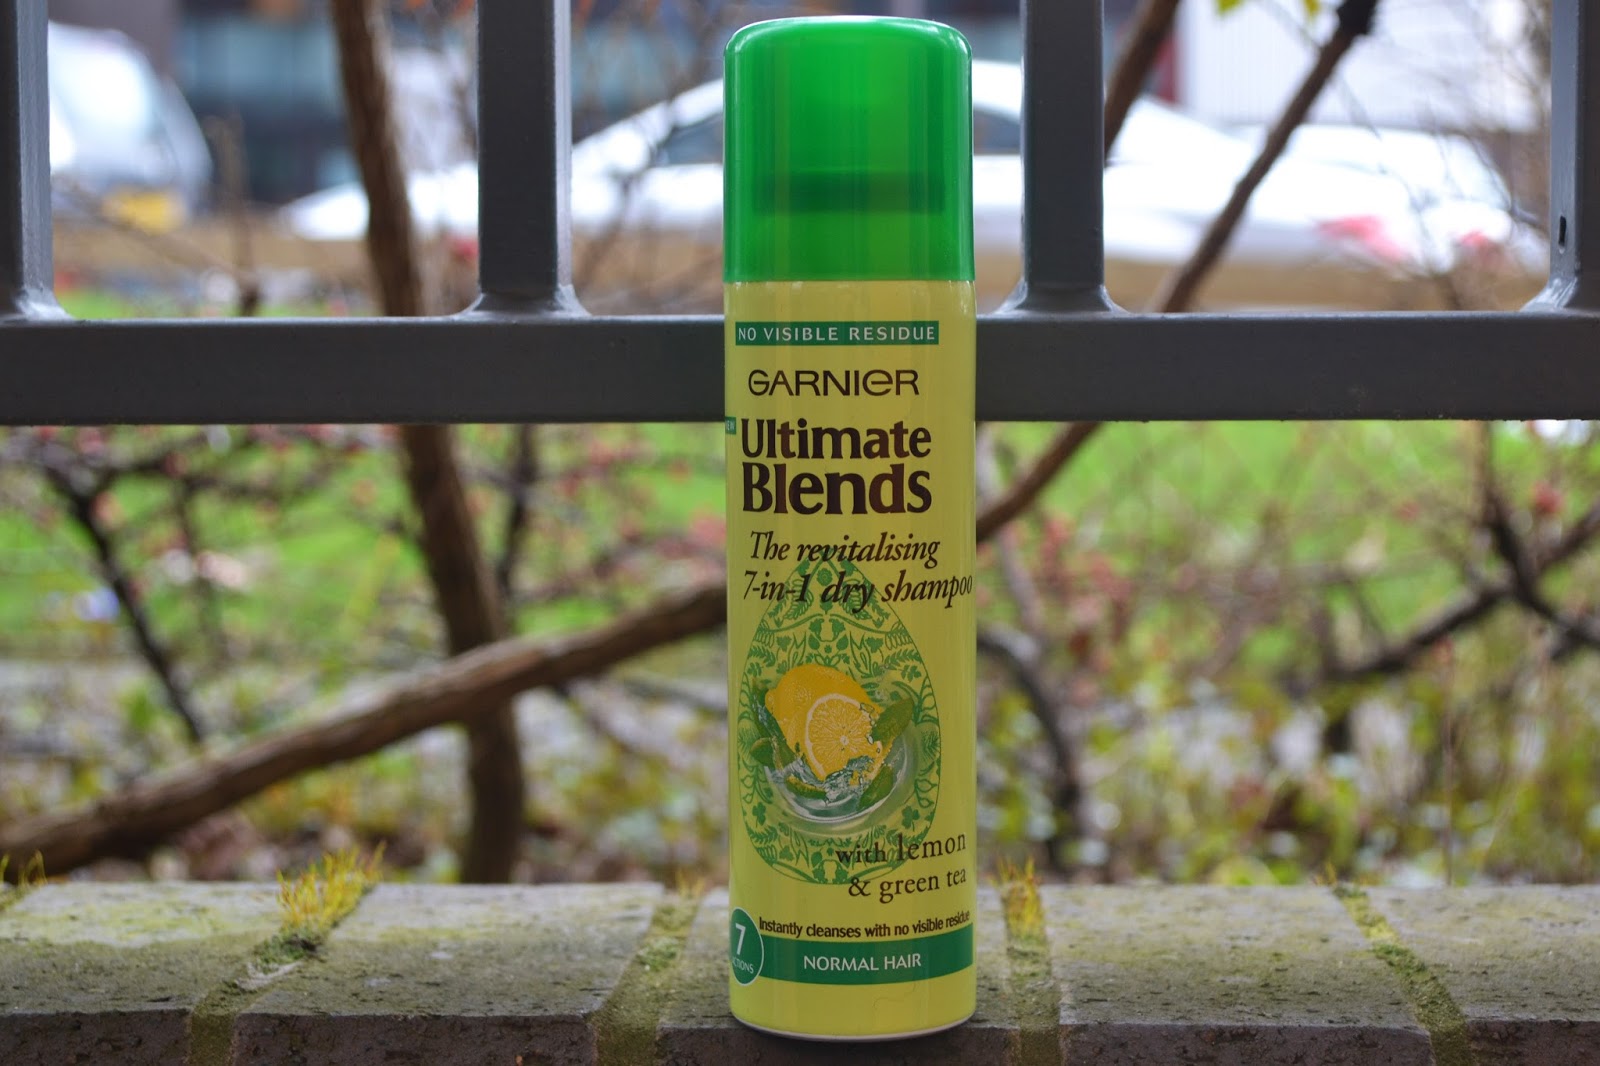 NO VISIBLE RESIDUE
GARNIER
Ultimate
Blends
The revitalising
7-in-1 dry shampoo
with lemon
& green tea
Instantly cleanses with no visible residue
7
NORMAL HAIR